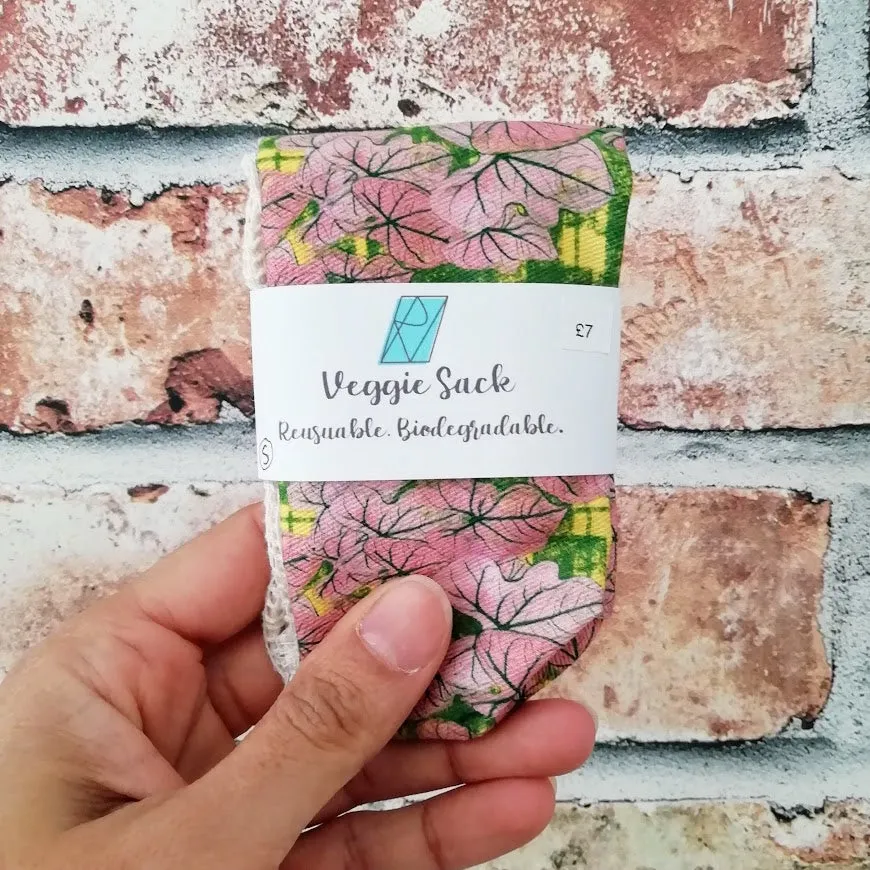 £7
Veggie Sack
Reusuable. Biodegradable.
S